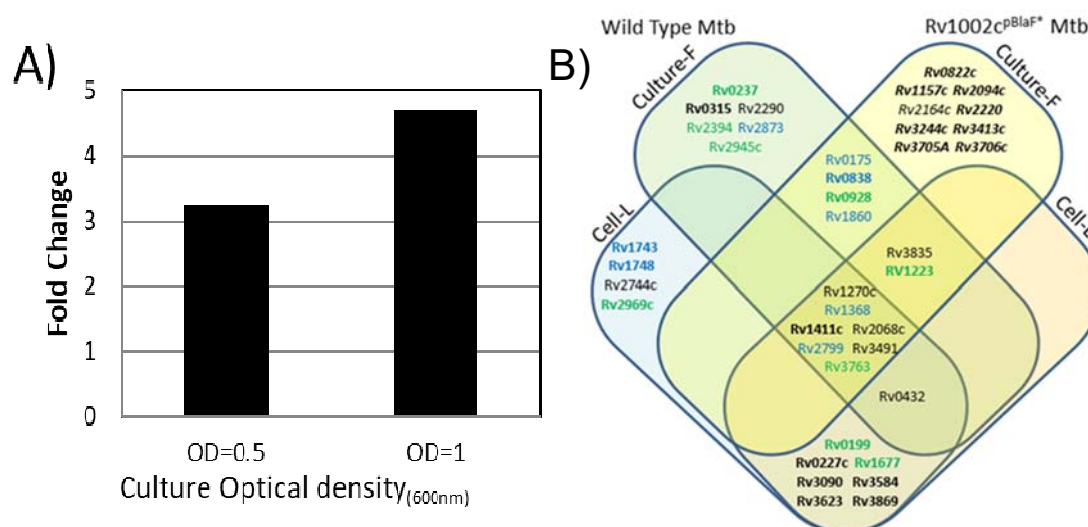 A)
5
4
3
2
1
0
Fold Change
OD=0.5 OD=1
Culture Optical density(600nm)
B)
Wild Type Mtb
Rv1002cpBlaF* Mtb
Culture-F
Culture-F
Cell-L
Cell-L
Rv0237
Rv0315 Rv2290
Rv2394 Rv2873
Rv2945c
Rv0822c
Rv1157c Rv2094c
Rv2164c Rv2220
Rv3244c Rv3413c
Rv3705A Rv3706c
Rv0175
Rv0838
Rv0928
Rv1860
Rv1743
Rv1748
Rv2744c
Rv2969c
Rv3835
RV1223
Rv1270c
Rv1368
Rv1411c Rv2068c
Rv2799 Rv3491
Rv3763
Rv0432
Rv0199
Rv0227c Rv1677
Rv3090 Rv3584
Rv3623 Rv3869